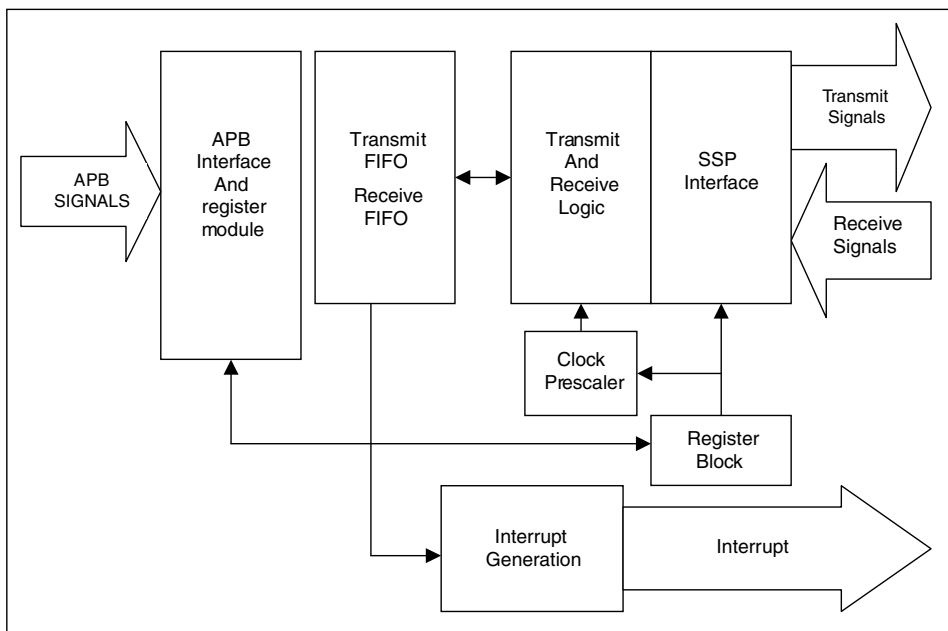 APB
SIGNALS
APB
Interface
And
register
module
Transmit
FIFO
Receive
FIFO
Transmit
And
Receive
Logic
SSP
Interface
Transmit
Signals
Receive
Signals
Clock
Prescaler
Register
Block
Interrupt
Generation
Interrupt